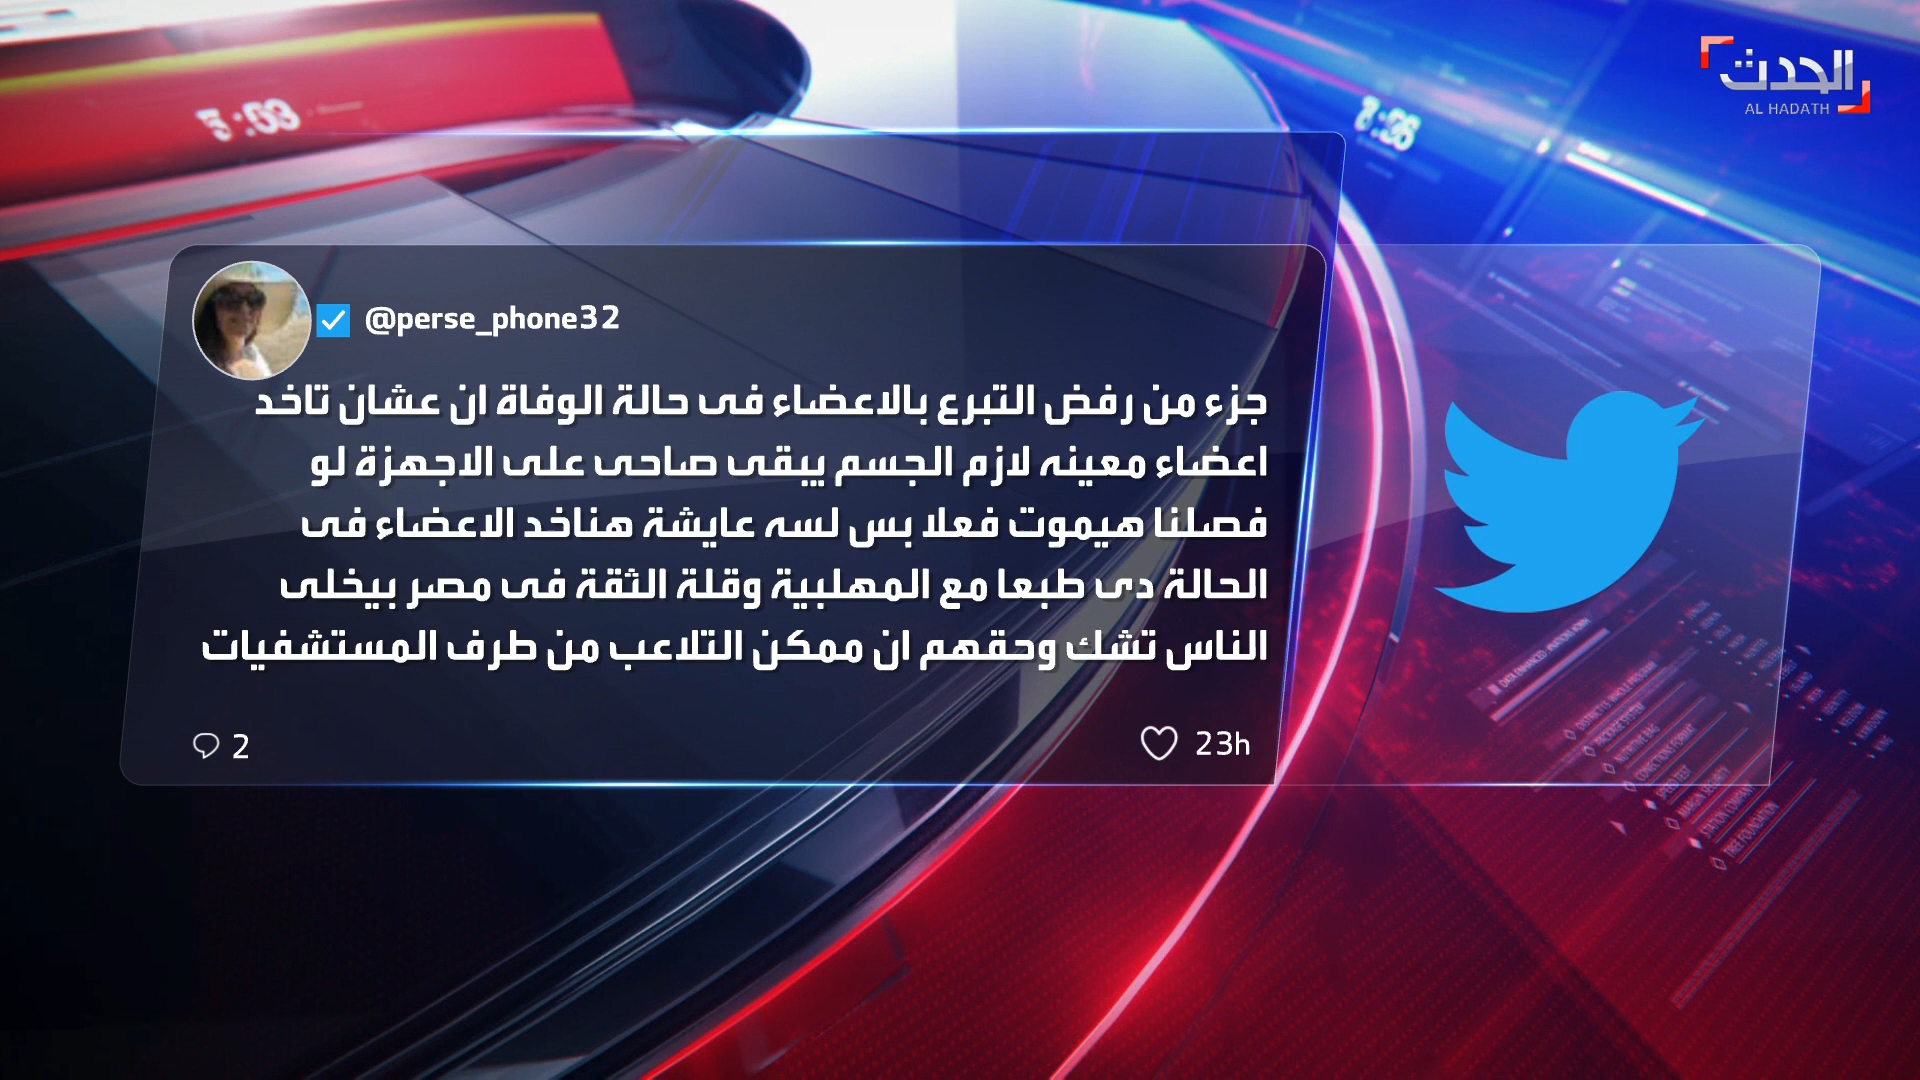 الحدث
AL HADATH
@perse_phone32
جزء من رفض التبرع بالاعضاء فى حالة الوفاة ان عشان تاخد
اعضاء معينه لازم الجسم يبقى صاحى على الاجهزة لو
فصلنا هيموت فعلا بس لسه عايشة هناخد الاعضاء فى
الحالة دى طبعا مع المهلبية وقلة الثقة فى مصر بيخلى
الناس تشك وحقهم ان ممكن التلاعب من طرف المستشفيات
2
23h